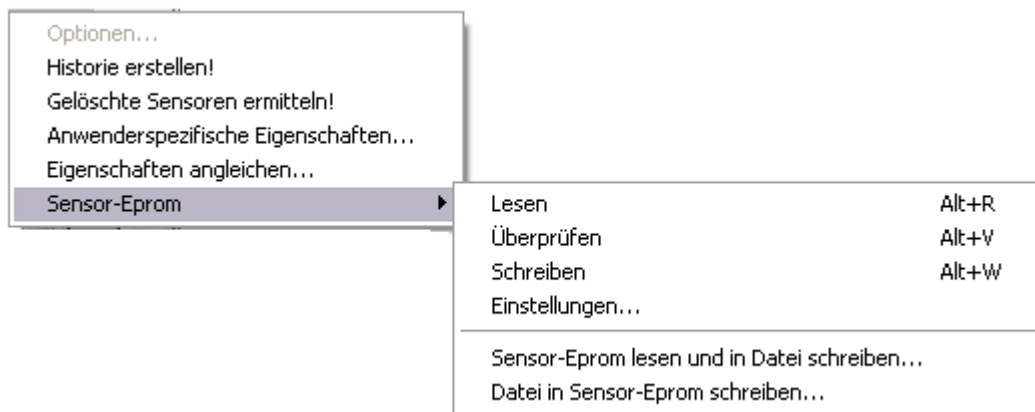 Optionen...
Historie erstellen!
Gelöschte Sensoren ermitteln!
Anwenderspezifische Eigenschaften...
Eigenschaften angleichen...
Sensor-Eprom
Lesen Alt+R
Überprüfen Alt+V
Schreiben Alt+W
Einstellungen...
Sensor-Eprom lesen und in Datei schreiben...
Datei in Sensor-Eprom schreiben...